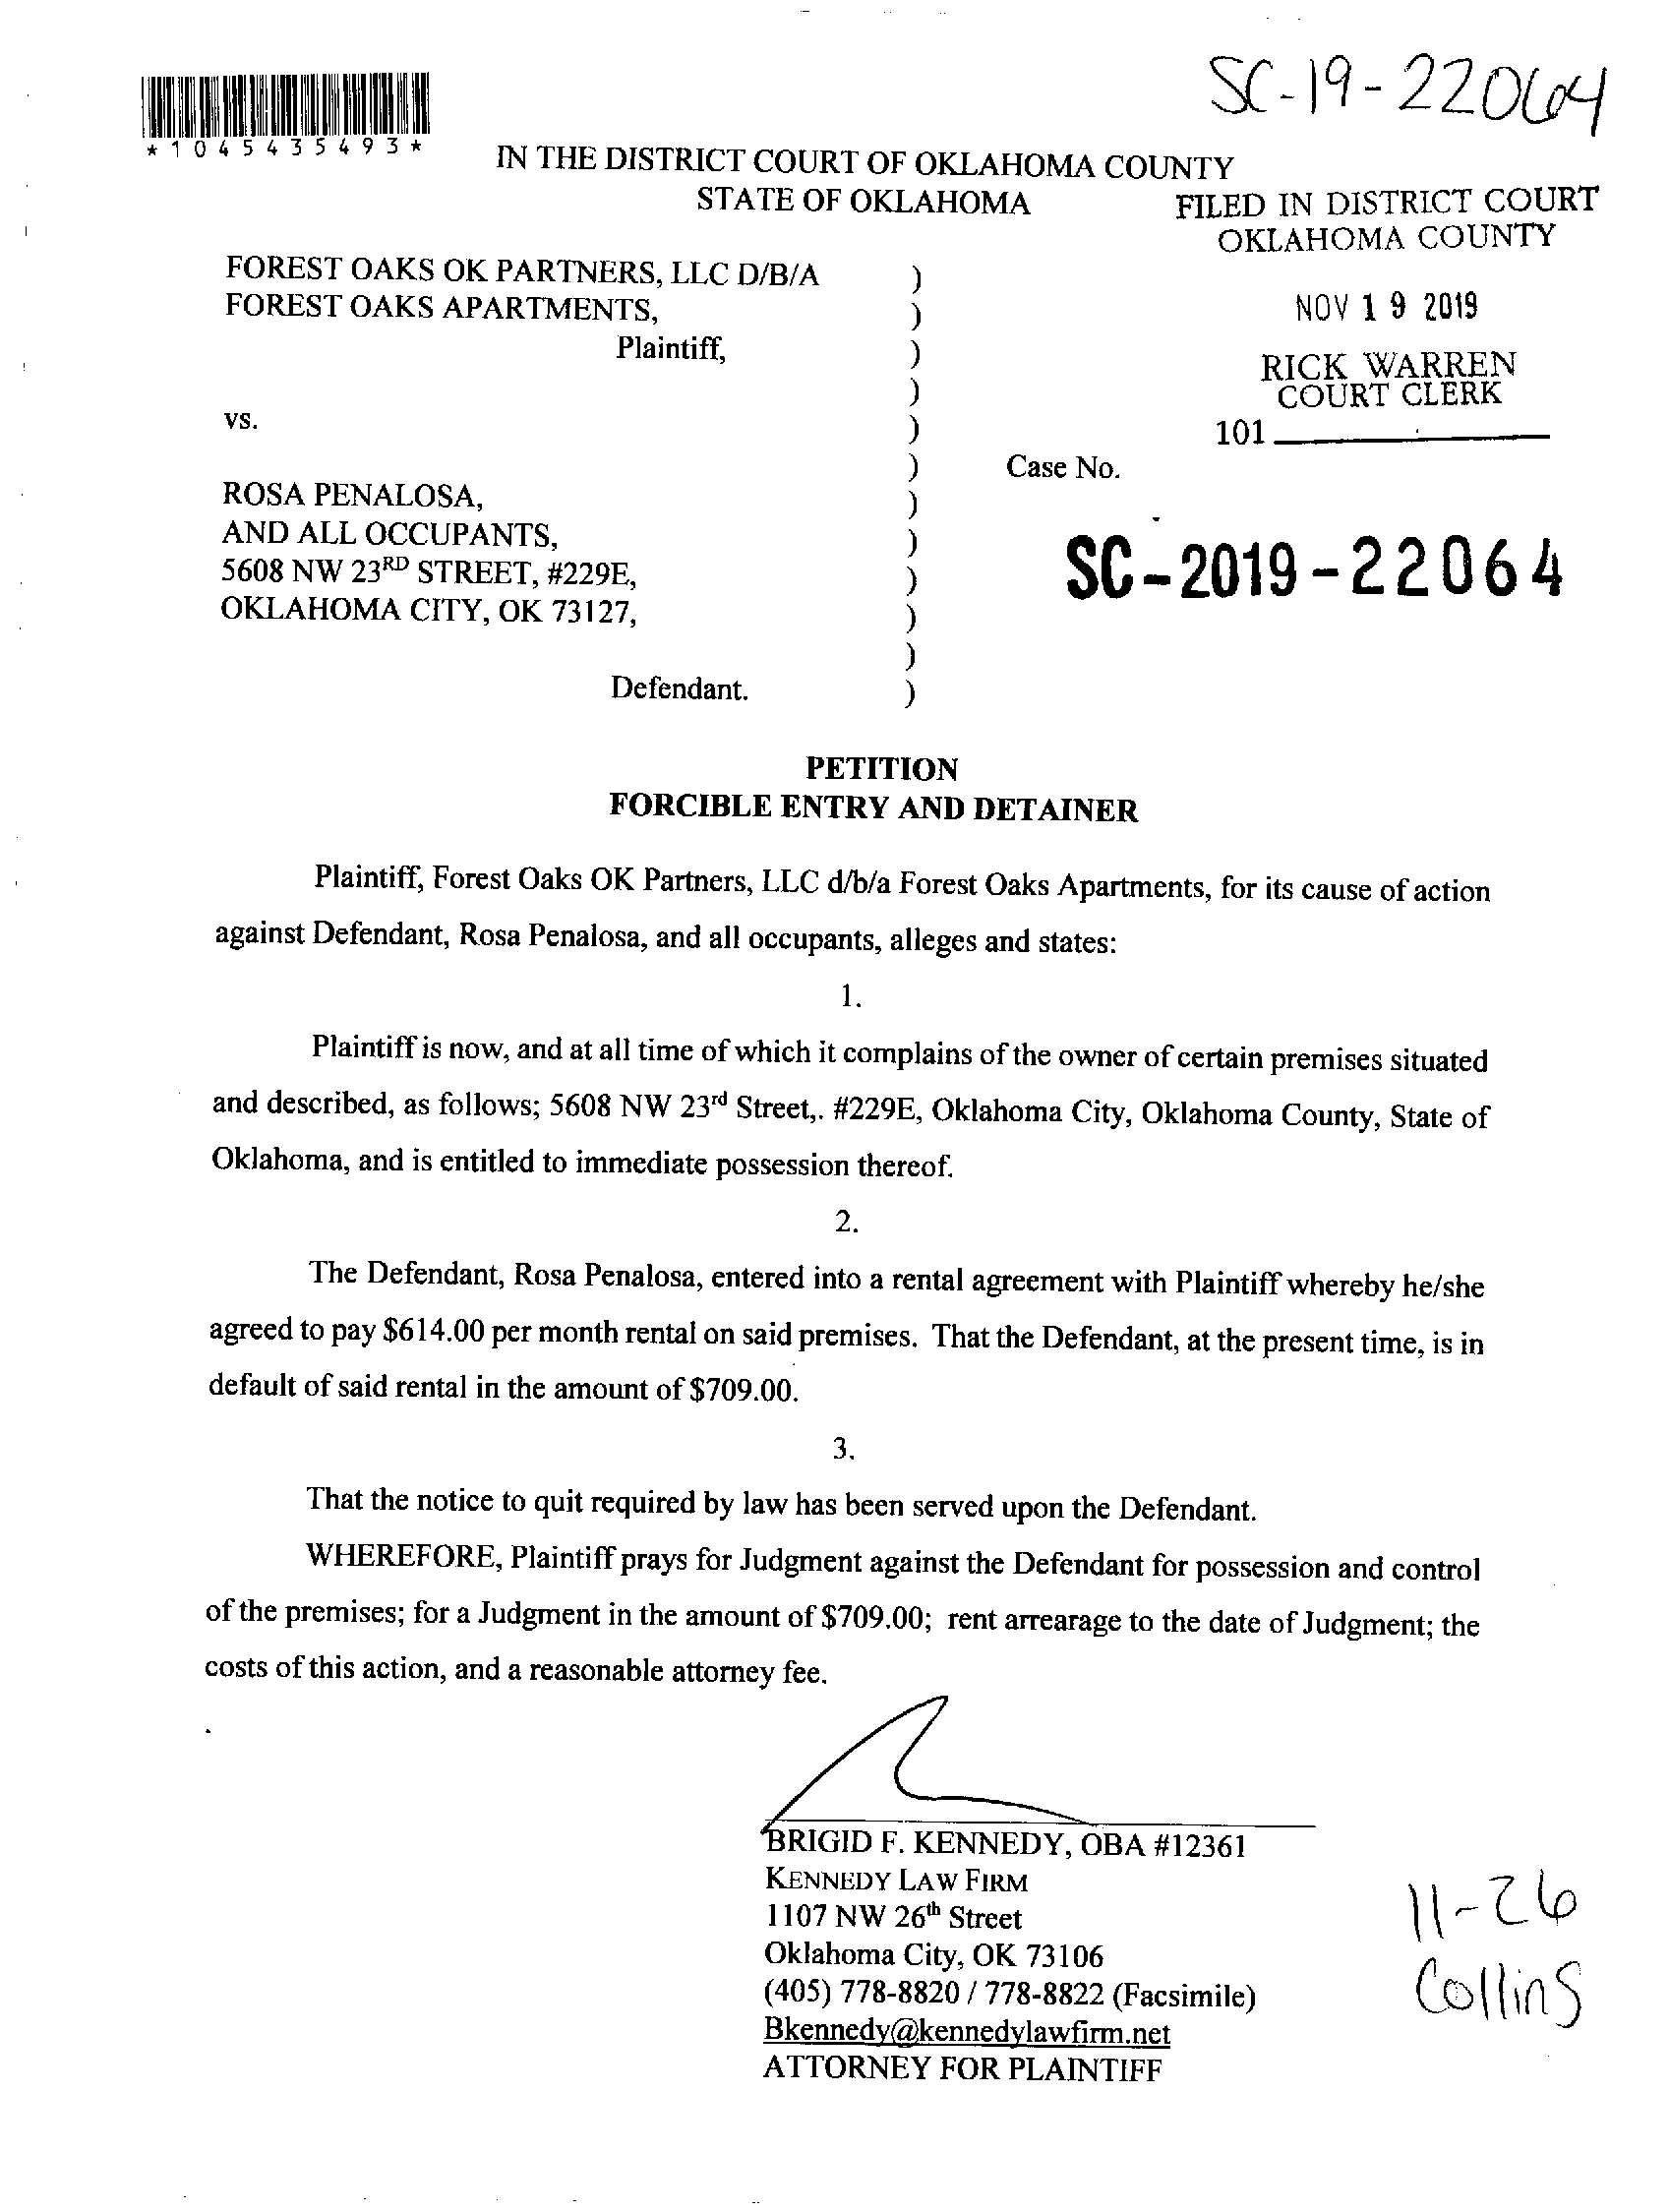 SC-19-22064
*1045435493*
IN THE DISTRICT COURT OF OKLAHOMA COUNTY
STATE OF OKLAHOMA
FILED IN DISTRICT COURT
OKLAHOMA COUNTY
NOV 19 2019
RICK WARREN
COURT CLERK
101
FOREST OAKS OK PARTNERS, LLC D/B/A )
FOREST OAKS APARTMENTS, )
Plaintiff, )
)
vs. )
) Case No.
ROSA PENALOSA, )
AND ALL OCCUPANTS, )
5608 NW 23RD STREET, #229E, )
OKLAHOMA CITY, OK 73127, )
)
Defendant. )
SC-2019-22064
PETITION
FORCIBLE ENTRY AND DETAINER
Plaintiff, Forest Oaks OK Partners, LLC d/b/a Forest Oaks Apartments, for its cause of action
against Defendant, Rosa Penalosa, and all occupants, alleges and states:
1.
Plaintiff is now, and at all time of which it complains of the owner of certain premises situated
and described, as follows; 5608 NW 23rd Street,. #229E, Oklahoma City, Oklahoma County, State of
Oklahoma, and is entitled to immediate possession thereof.
2.
The Defendant, Rosa Penalosa, entered into a rental agreement with Plaintiff whereby he/she
agreed to pay $614.00 per month rental on said premises. That the Defendant, at the present time, is in
default of said rental in the amount of $709.00.
3.
That the notice to quit required by law has been served upon the Defendant.
WHEREFORE, Plaintiff prays for Judgment against the Defendant for possession and control
of the premises; for a Judgment in the amount of $709.00; rent arrearage to the date of Judgment; the
costs of this action, and a reasonable attorney fee.
BRIGID F. KENNEDY, OBA #12361
KENNEDY LAW FIRM
1107 NW 26th Street
Oklahoma City, OK 73106
(405) 778-8820 / 778-8822 (Facsimile)
Bkennedy@kennedylawfirm.net
ATTORNEY FOR PLAINTIFF
11-26
Collins